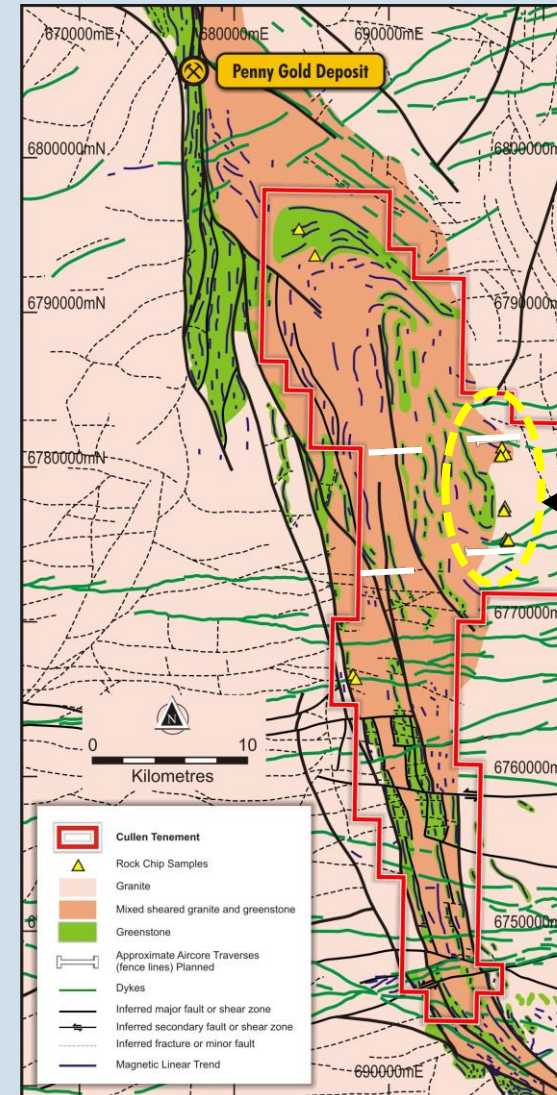 670000mE 680000mE 690000mE
Penny Gold Deposit
6800000mN 6800000m
6790000mN 6790000m
6780000mN
6770000m
N
0 10
Kilometres
6760000m
Cullen Tenement
Rock Chip Samples
Granite
Mixed sheared granite and greenstone
Greenstone
6750000m
Approximate Aircore Traverses
(fence lines) Planned
Dykes
Inferred major fault or shear zone
Inferred secondary fault or shear zone
Inferred fracture or minor fault
Magnetic Linear Trend
690000mE